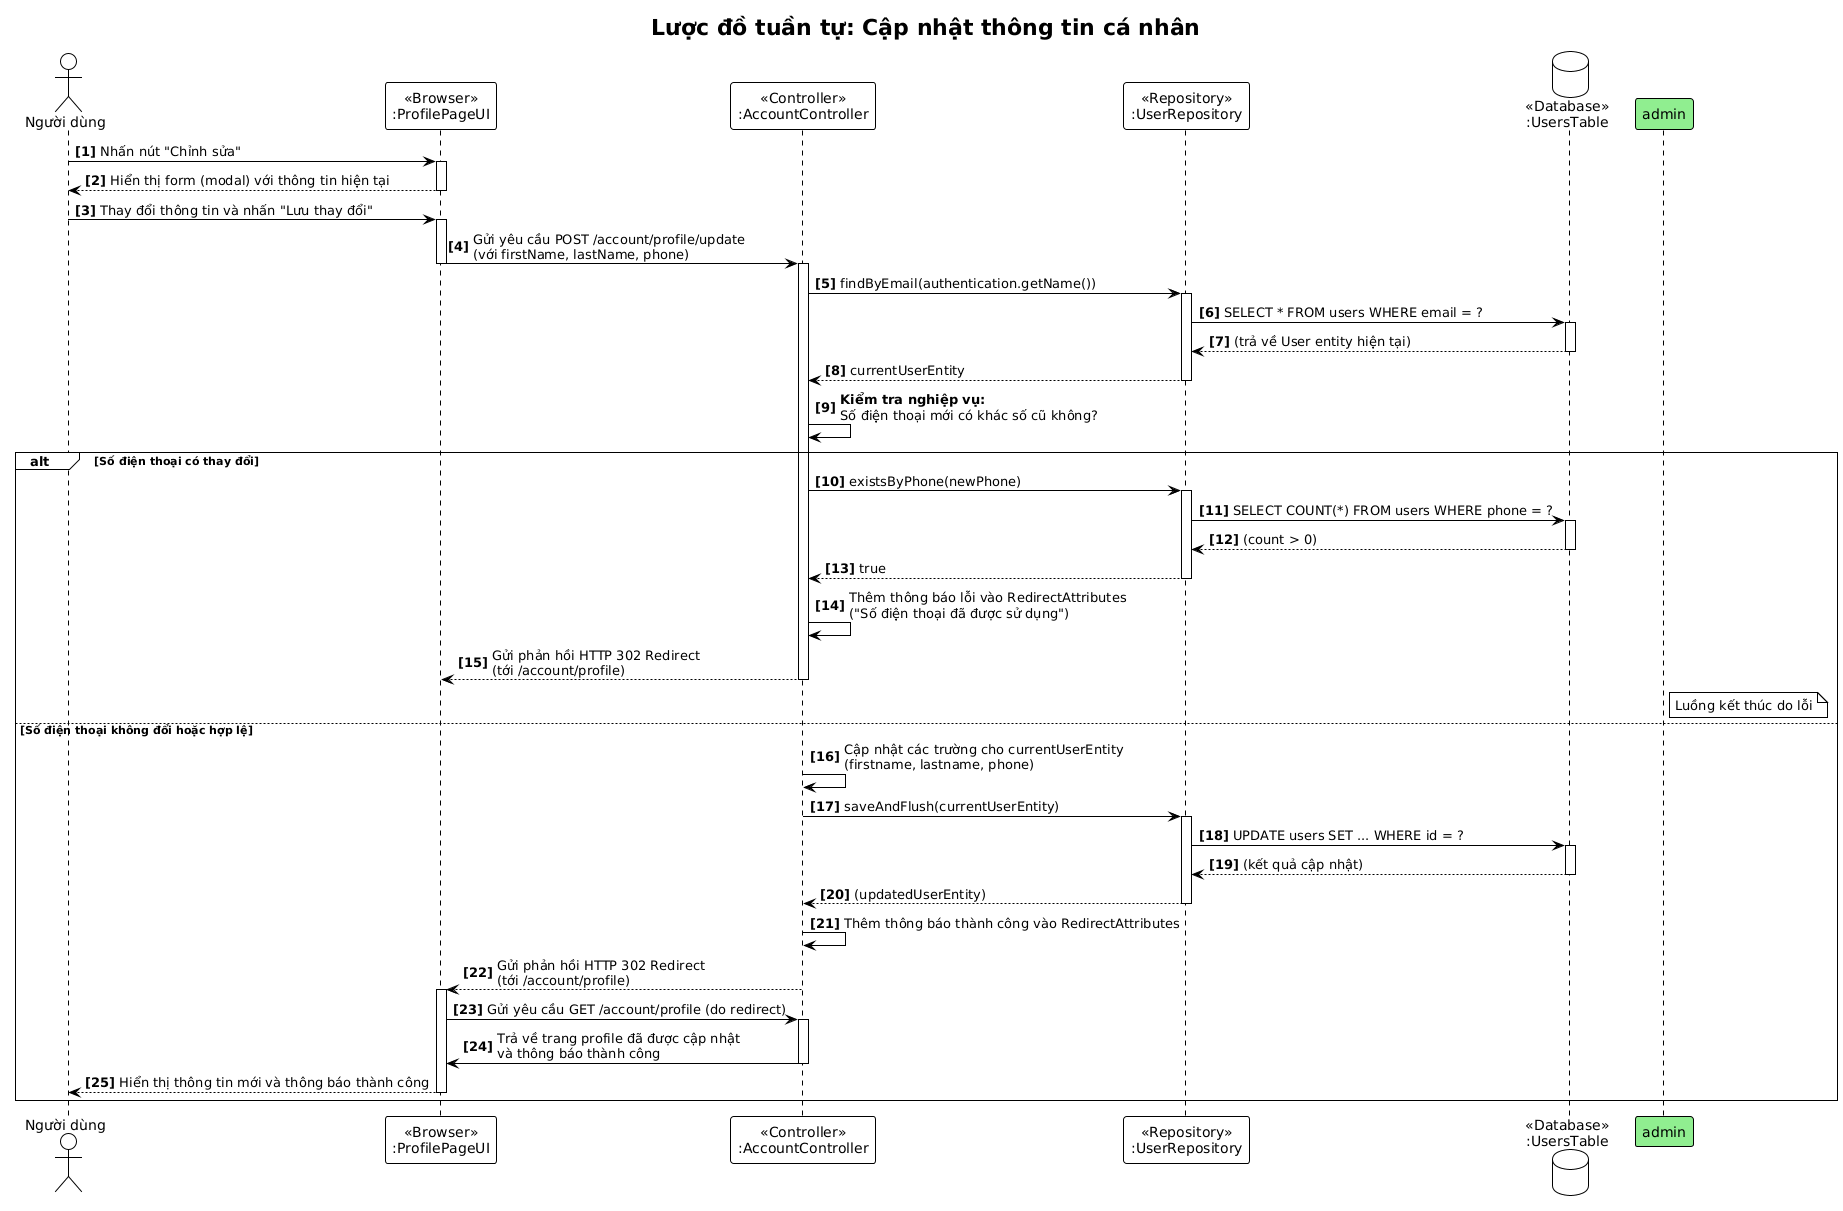 Lược đồ tuần tự: Cập nhật thông tin cá nhân
Người dùng
«Browser»
:ProfilePageUI
«Controller»
:AccountController
«Repository»
:UserRepository
«Database»
:UsersTable
admin
[1] Nhấn nút "Chỉnh sửa"
[2] Hiển thị form (modal) với thông tin hiện tại
[3] Thay đổi thông tin và nhấn "Lưu thay đổi"
[4] Gửi yêu cầu POST /account/profile/update
(với firstName, lastName, phone)
[5] findByEmail(authentication.getName())
[6] SELECT * FROM users WHERE email = ?
[7] (trả về User entity hiện tại)
[8] currentUserEntity
[9] Kiểm tra nghiệp vụ:
Số điện thoại mới có khác số cũ không?
alt [Số điện thoại có thay đổi]
[10] existsByPhone(newPhone)
[11] SELECT COUNT(*) FROM users WHERE phone = ?
[12] (count > 0)
[13] true
[14] Thêm thông báo lỗi vào RedirectAttributes
("Số điện thoại đã được sử dụng")
[15] Gửi phản hồi HTTP 302 Redirect
(tới /account/profile)
Luồng kết thúc do lỗi
[Số điện thoại không đổi hoặc hợp lệ]
[16] Cập nhật các trường cho currentUserEntity
(firstname, lastname, phone)
[17] saveAndFlush(currentUserEntity)
[18] UPDATE users SET ... WHERE id = ?
[19] (kết quả cập nhật)
[20] (updatedUserEntity)
[21] Thêm thông báo thành công vào RedirectAttributes
[22] Gửi phản hồi HTTP 302 Redirect
(tới /account/profile)
[23] Gửi yêu cầu GET /account/profile (do redirect)
[24] Trả về trang profile đã được cập nhật
và thông báo thành công
[25] Hiển thị thông tin mới và thông báo thành công
Người dùng
«Browser»
:ProfilePageUI
«Controller»
:AccountController
«Repository»
:UserRepository
«Database»
:UsersTable
admin